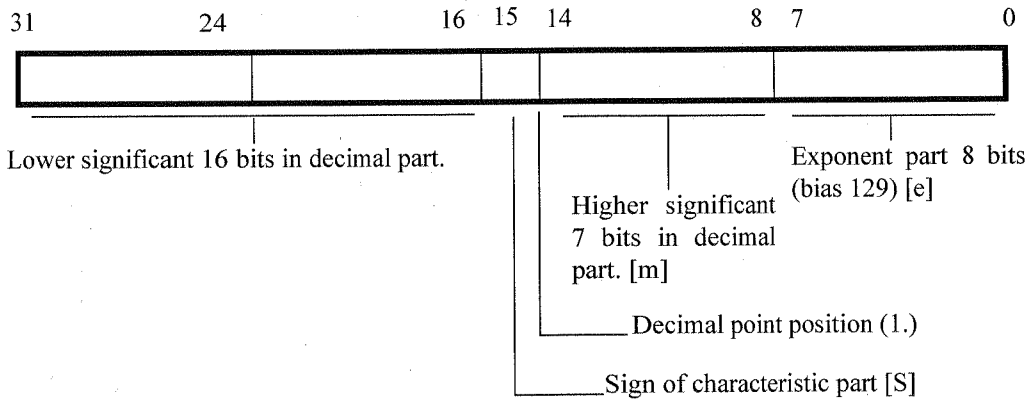 31 24 16 15 14 8 7 0
Lower significant 16 bits in decimal part.
Exponent part 8 bits
(bias 129) [e]
Higher significant
7 bits in decimal
part. [m]
Decimal point position (1.)
Sign of characteristic part [S]